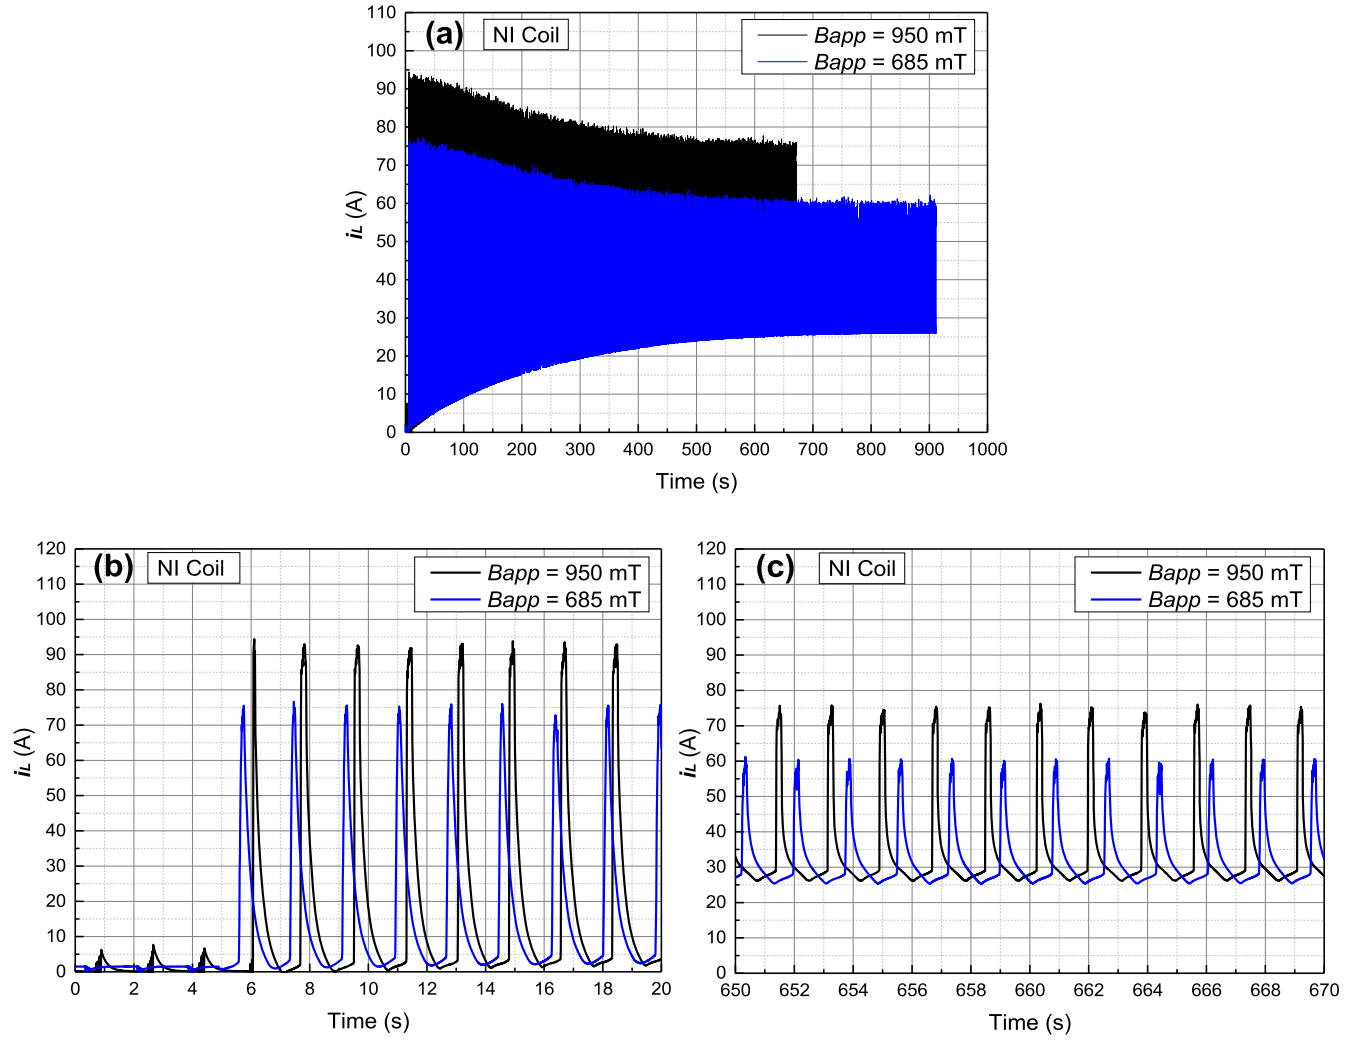 (a) NI Coil
Bapp = 950 mT
Bapp = 685 mT
110
100
90
80
70
60
50
40
30
20
10
0
iL (A)
0 100 200 300 400 500 600 700 800 900 1000
Time (s)
(b) NI Coil
Bapp = 950 mT
Bapp = 685 mT
120
110
100
90
80
70
60
50
40
30
20
10
0
iL (A)
0 2 4 6 8 10 12 14 16 18 20
Time (s)
(c) NI Coil
Bapp = 950 mT
Bapp = 685 mT
120
110
100
90
80
70
60
50
40
30
20
10
0
iL (A)
650 652 654 656 658 660 662 664 666 668 670
Time (s)